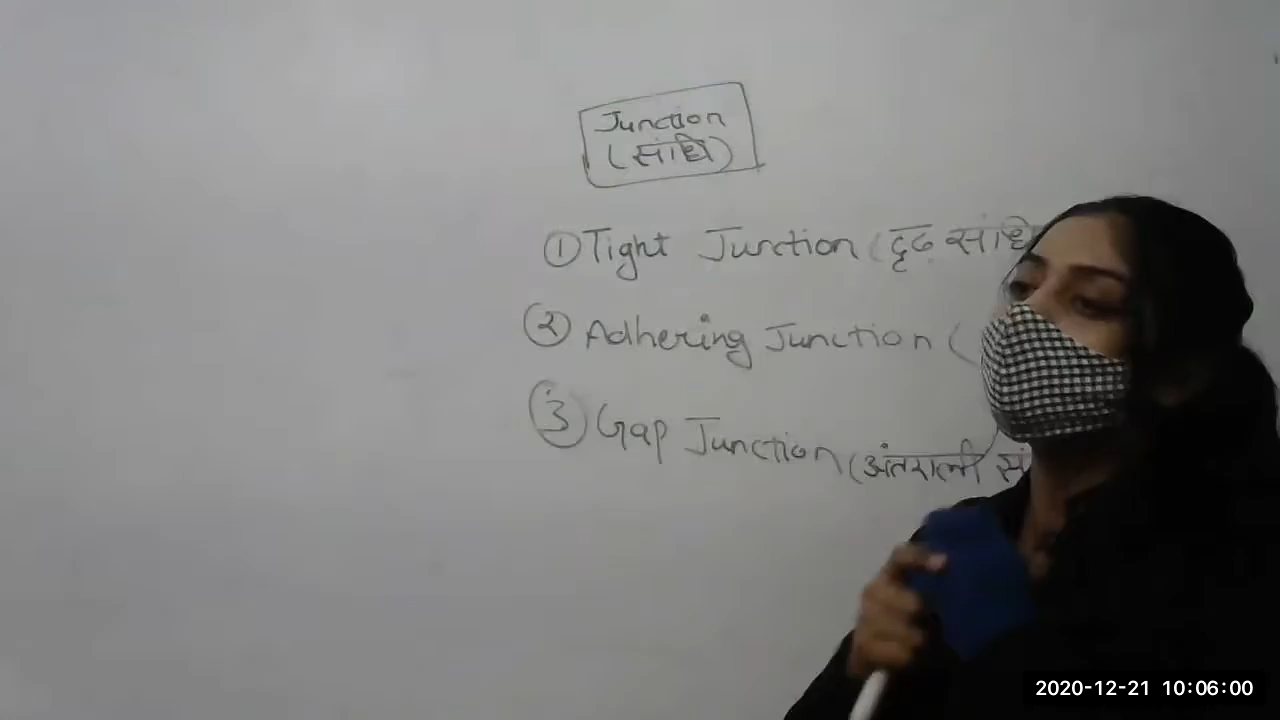 Junction
(संधि)
① Tight Junction (दृढ़ संधि
② Adhering Junction (
③ Gap Junction (अंतराली सं
2020-12-21 10:06:00